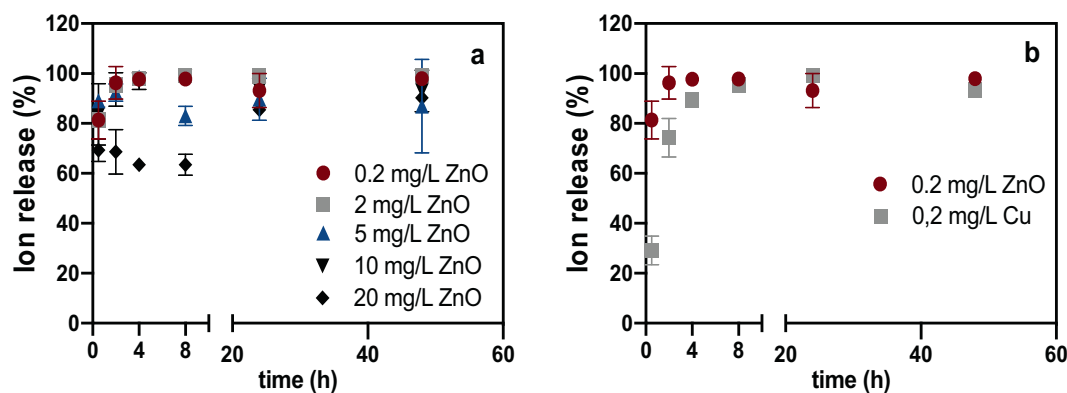 a
Ion release (%)
120
100
80
60
40
20
0
0.2 mg/L ZnO
2 mg/L ZnO
5 mg/L ZnO
10 mg/L ZnO
20 mg/L ZnO
0 4 8 20 40 60
time (h)
b
Ion release (%)
120
100
80
60
40
20
0
0.2 mg/L ZnO
0,2 mg/L Cu
0 4 8 20 40 60
time (h)